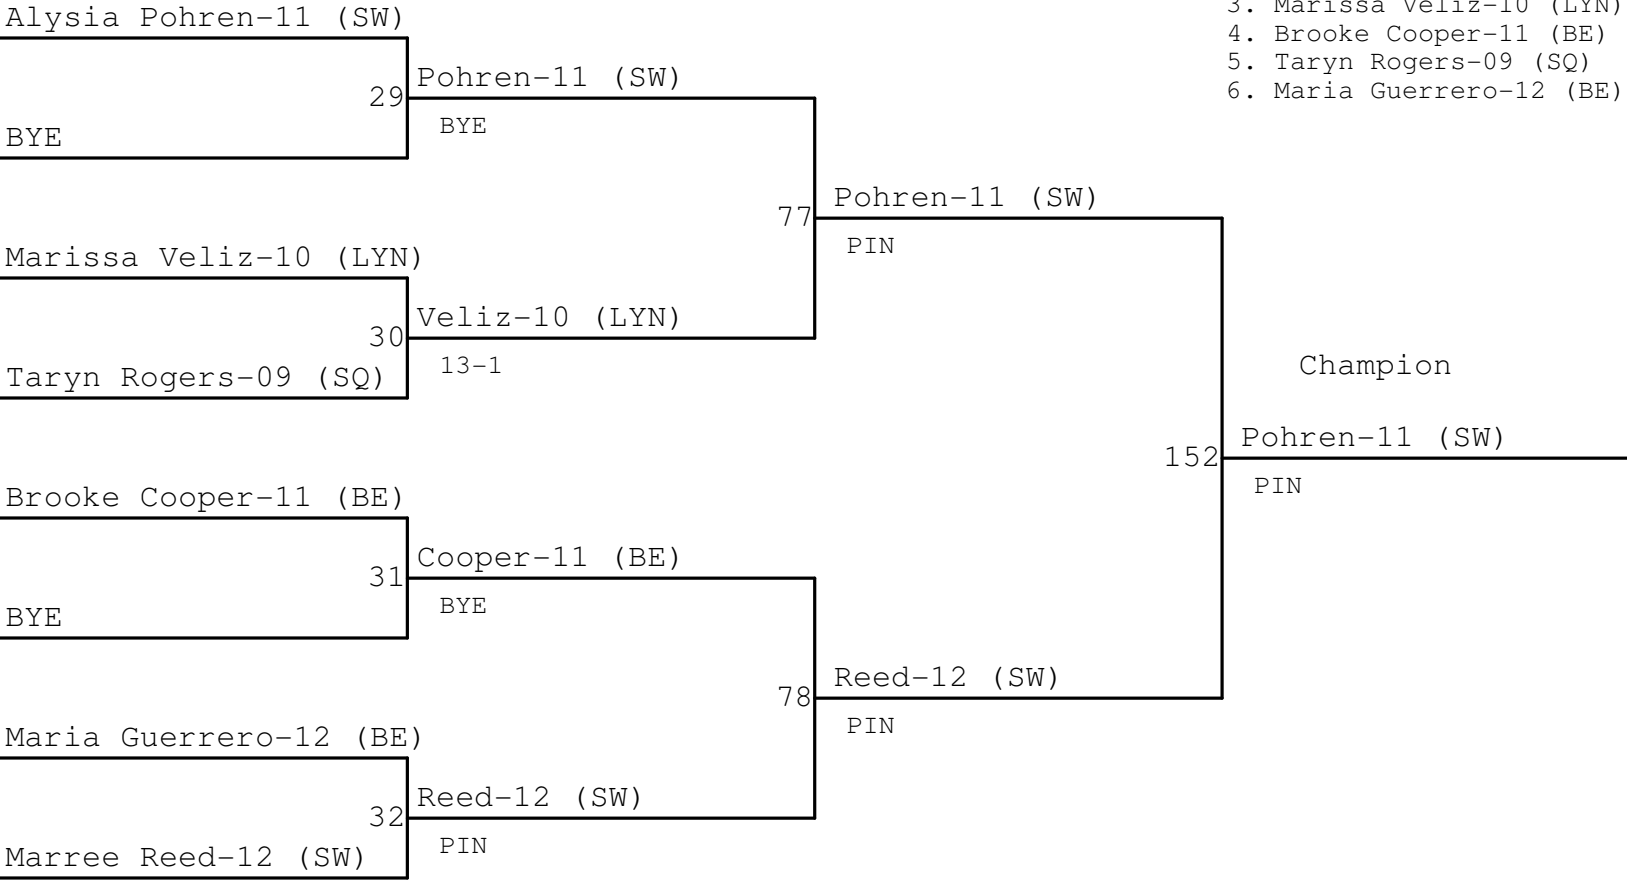 Alysia Pohren-11 (SW)
29
Pohren-11 (SW)
BYE
BYE
Marissa Veliz-10 (LYN)
30
Veliz-10 (LYN)
13-1
Taryn Rogers-09 (SQ)
77
Pohren-11 (SW)
PIN
Brooke Cooper-11 (BE)
31
Cooper-11 (BE)
BYE
BYE
Maria Guerrero-12 (BE)
32
Reed-12 (SW)
PIN
Marree Reed-12 (SW)
78
Reed-12 (SW)
PIN
152
Champion
Pohren-11 (SW)
PIN
3. Marissa Veliz-10 (LYN)
4. Brooke Cooper-11 (BE)
5. Taryn Rogers-09 (SQ)
6. Maria Guerrero-12 (BE)